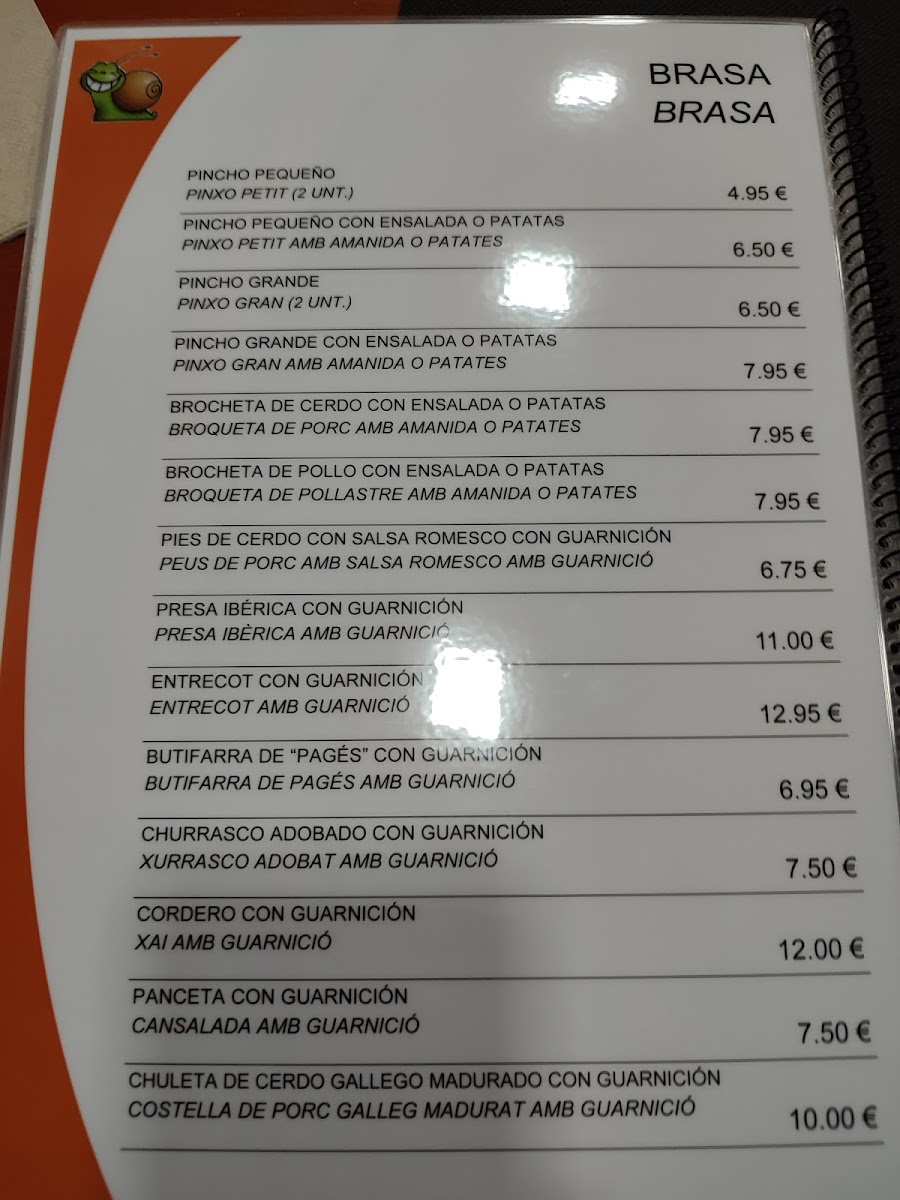 BRASA
BRASA
PINCHO PEQUEÑO
PINXO PETIT (2 UNT.)
4.95 €
PINCHO PEQUEÑO CON ENSALADA O PATATAS
PINXO PETIT AMB AMANIDA O PATATES
6.50 €
PINCHO GRANDE
PINXO GRAN (2 UNT.)
6.50 €
PINCHO GRANDE CON ENSALADA O PATATAS
PINXO GRAN AMB AMANIDA O PATATES
7.95 €
BROCHETA DE CERDO CON ENSALADA O PATATAS
BROQUETA DE PORC AMB AMANIDA O PATATES
7.95 €
BROCHETA DE POLLO CON ENSALADA O PATATAS
BROQUETA DE POLLASTRE AMB AMANIDA O PATATES
7.95 €
PIES DE CERDO CON SALSA ROMESCO CON GUARNICIÓN
PEUS DE PORC AMB SALSA ROMESCO AMB GUARNICIÓ
6.75 €
PRESA IBÉRICA CON GUARNICIÓN
PRESA IBÈRICA AMB GUARNICIÓ
11.00 €
ENTRECOT CON GUARNICIÓN
ENTRECOT AMB GUARNICIÓ
12.95 €
BUTIFARRA DE “PAGÉS” CON GUARNICIÓN
BUTIFARRA DE PAGÉS AMB GUARNICIÓ
6.95 €
CHURRASCO ADOBADO CON GUARNICIÓN
XURRASCO ADOBAT AMB GUARNICIÓ
7.50 €
CORDERO CON GUARNICIÓN
XAI AMB GUARNICIÓ
12.00 €
PANCETA CON GUARNICIÓN
CANSALADA AMB GUARNICIÓ
7.50 €
CHULETA DE CERDO GALLEGO MADURADO CON GUARNICIÓN
COSTELLA DE PORC GALLEG MADURAT AMB GUARNICIÓ
10.00 €